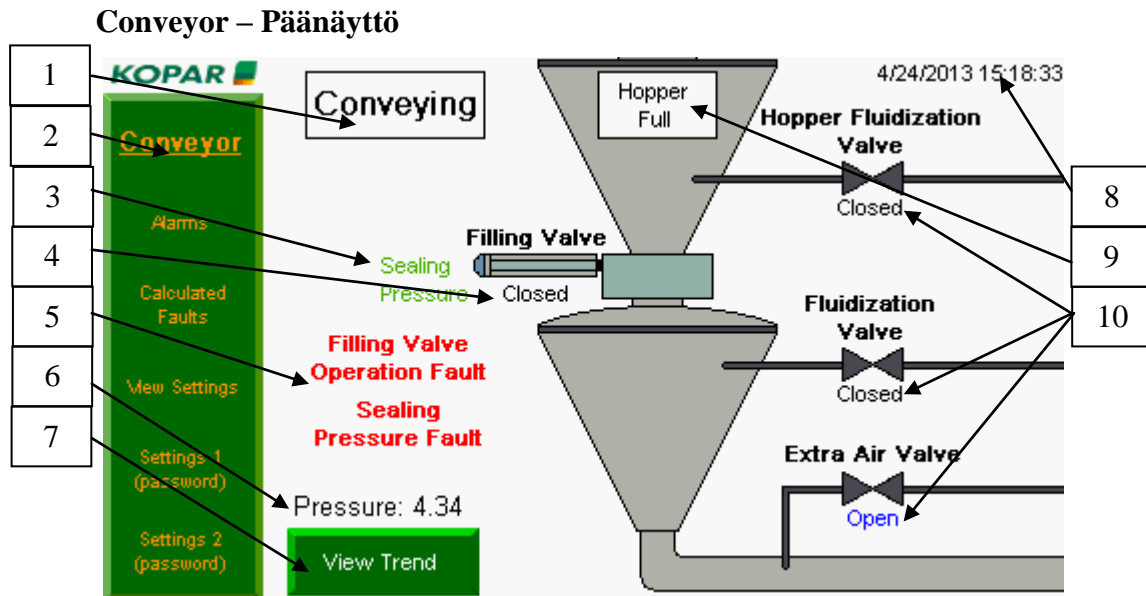 Conveyor – Päänäyttö
1
2
3
4
5
6
7
KOPAR
Conveyor
Alarms
Calculated
Faults
View Settings
Settings 1
(password)
Settings 2
(password)
Conveying
Hopper
Full
4/24/2013 15:18:33
Hopper Fluidization
Valve
Closed
Filling Valve
Sealing
Pressure
Closed
Filling Valve
Operation Fault
Sealing
Pressure Fault
Fluidization
Valve
Closed
Extra Air Valve
Open
Pressure: 4.34
View Trend
8
9
10